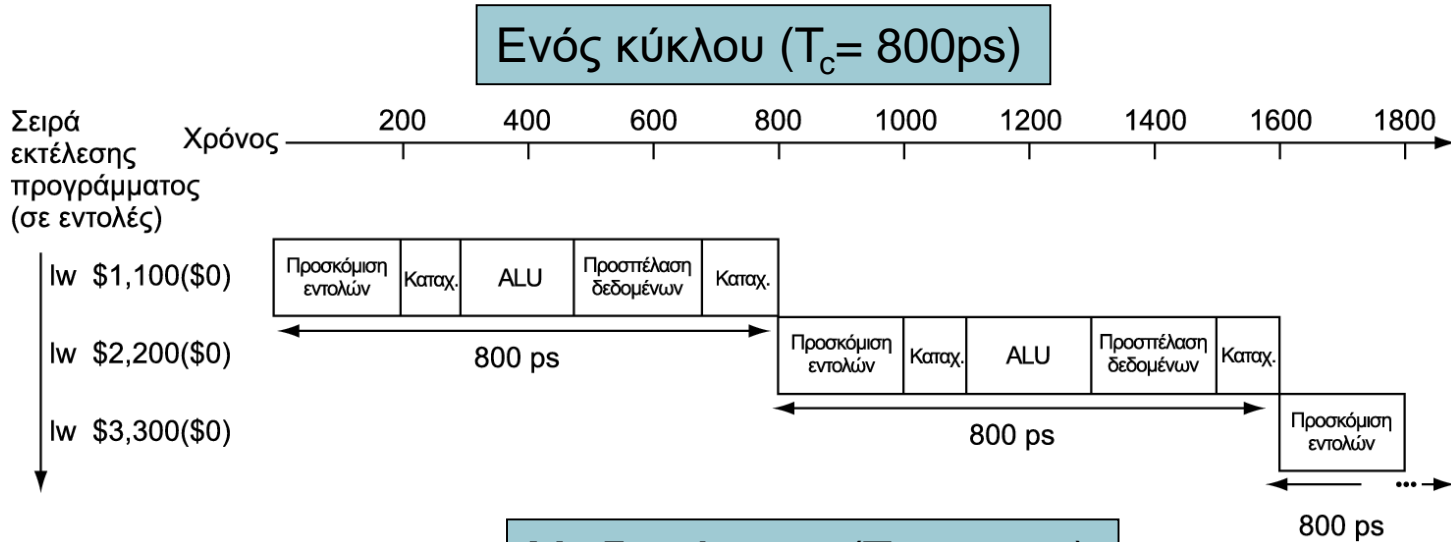 Ενός κύκλου (Tc= 800ps)
Σειρά
εκτέλεσης
προγράμματος
(σε εντολές)
Χρόνος
200 400 600 800 1000 1200 1400 1600 1800
lw $1,100($0)
Προσκόμιση
εντολών
Καταχ.
ALU
Προσπέλαση
δεδομένων
Καταχ.
800 ps
lw $2,200($0)
Προσκόμιση
εντολών
Καταχ.
ALU
Προσπέλαση
δεδομένων
Καταχ.
800 ps
lw $3,300($0)
Προσκόμιση
εντολών
...
800 ps